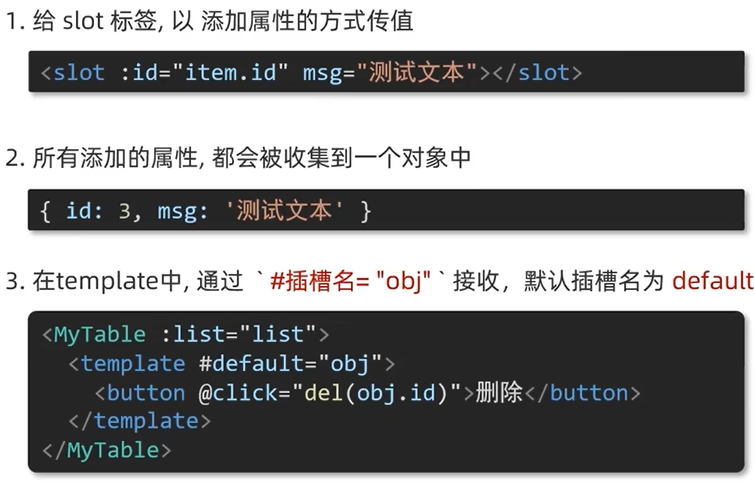 1. 给 slot 标签, 以 添加属性的方式传值
<slot :id="item.id" msg="测试文本"></slot>
2. 所有添加的属性, 都会被收集到一个对象中
{ id: 3, msg: '测试文本' }
3. 在template中, 通过 `#插槽名= "obj"` 接收，默认插槽名为 default
<MyTable :list="list">
  <template #default="obj">
    <button @click="del(obj.id)">删除</button>
  </template>
</MyTable>